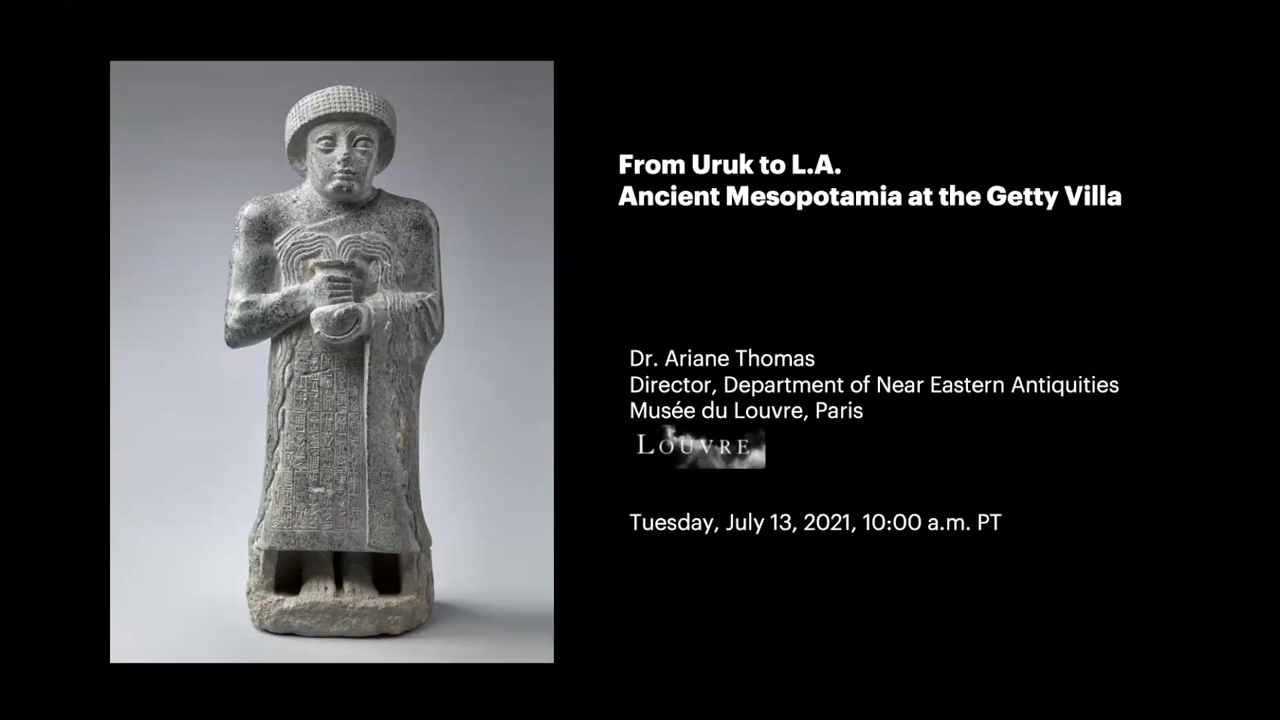 From Uruk to L.A.
Ancient Mesopotamia at the Getty Villa
Dr. Ariane Thomas
Director, Department of Near Eastern Antiquities
Musée du Louvre, Paris
LOUVRE
Tuesday, July 13, 2021, 10:00 a.m. PT